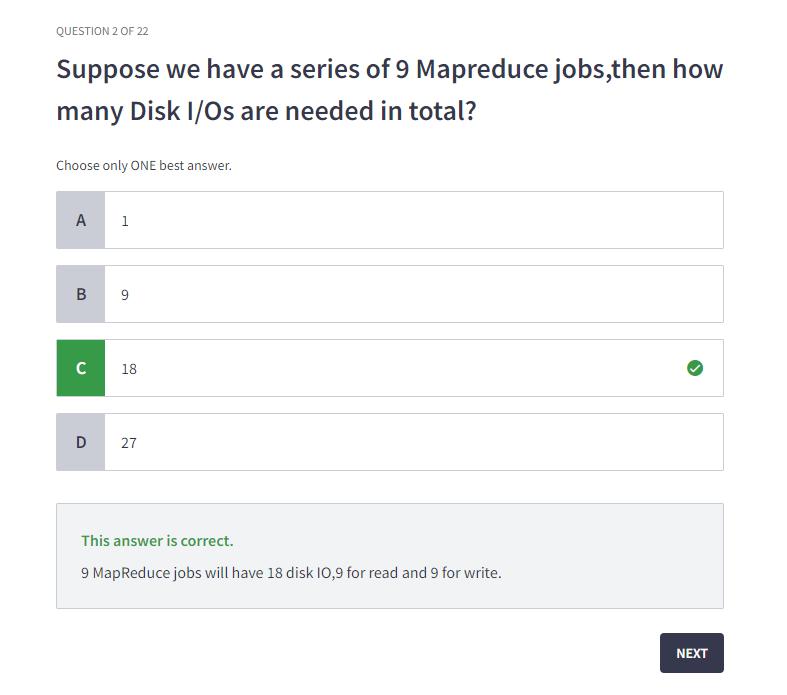 QUESTION 2 OF 22
Suppose we have a series of 9 Mapreduce jobs,then how
many Disk I/Os are needed in total?
Choose only ONE best answer.
A 1
B 9
C 18
D 27
This answer is correct.
9 MapReduce jobs will have 18 disk IO,9 for read and 9 for write.
NEXT